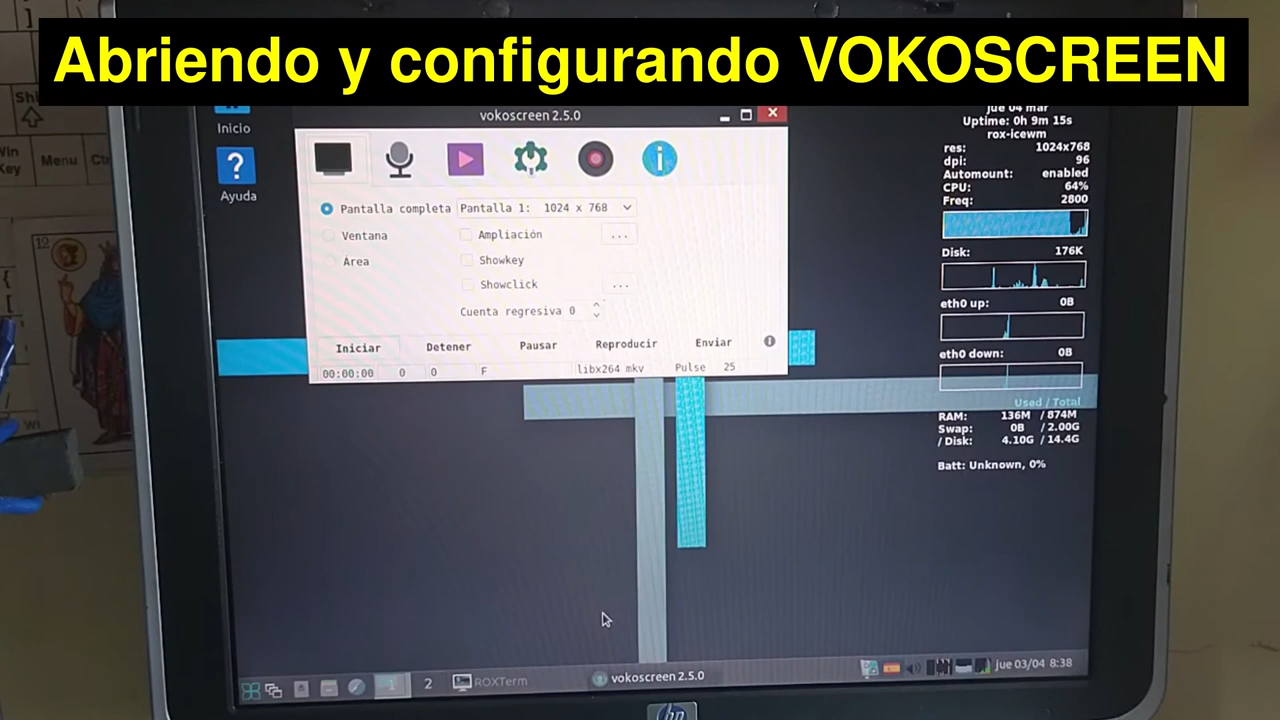 Abriendo y configurando VOKOSCREEN
Inicio
Ayuda
vokoscreen 2.5.0
Pantalla completa Pantalla 1: 1024 x 768
Ventana Ampliación ...
Área Showkey
Showclick ...
Cuenta regresiva 0
Iniciar Detener Pausar Reproducir Enviar
00:00:00 0 0 F libx264 mkv Pulse 25
jue 04 mar
Uptime: 0h 9m 15s
rox-icewm
res: 1024x768
dpi: 96
Automount: enabled
CPU: 64%
Freq: 2800
Disk: 176K
eth0 up: 0B
eth0 down: 0B
Used / Total
RAM: 136M / 874M
Swap: 0B / 2.00G
/ Disk: 4.10G / 14.4G
Batt: Unknown, 0%
1 2 ROXTerm vokoscreen 2.5.0 jue 03/04 8:38
hp
Menu
Key
12